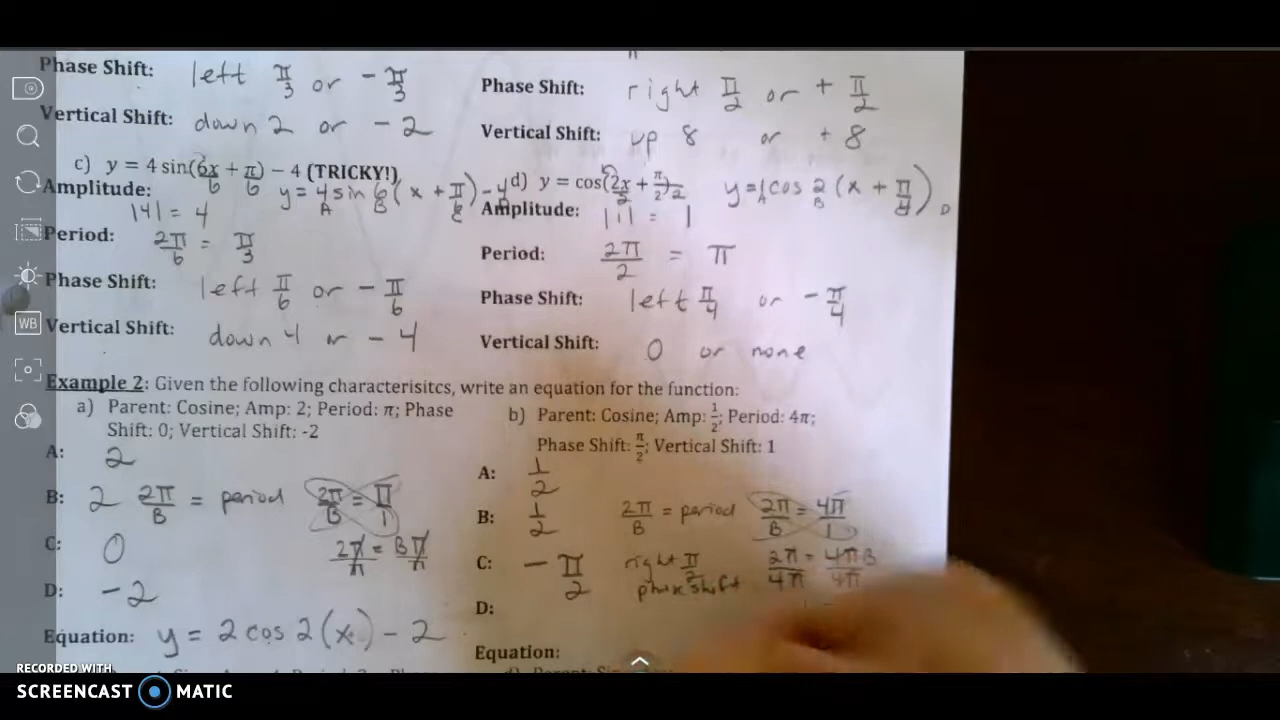 Phase Shift: left π/3 or - π/3
Vertical Shift: down 2 or - 2
Phase Shift: right π/2 or + π/2
Vertical Shift: up 8 or + 8
c) y = 4 sin(6x + π) − 4 (TRICKY!)
6 6
y = 4 sin 6 (x + π/6) - 4
A B C D
Amplitude: |4| = 4
Period: 2π/6 = π/3
Phase Shift: left π/6 or - π/6
Vertical Shift: down 4 or - 4
d) y = cos(2x + π/2)
2 2
y = 1 cos 2 (x + π/4)
A B D
Amplitude: |1| = 1
Period: 2π/2 = π
Phase Shift: left π/4 or - π/4
Vertical Shift: 0 or none
Example 2: Given the following characterisitcs, write an equation for the function:
a) Parent: Cosine; Amp: 2; Period: π; Phase
Shift: 0; Vertical Shift: -2
A: 2
B: 2 2π/B = period 2π/B = π/1
C: 0 2π/π = Bπ/π
D: -2
Equation: y = 2 cos 2(x) - 2
b) Parent: Cosine; Amp: 1/2; Period: 4π;
Phase Shift: π/2; Vertical Shift: 1
A: 1/2
B: 1/2 2π/B = period 2π/B = 4π/1
C: - π/2 right π/2 phase shift 2π/4π = 4πB/4π
D:
Equation:
WB
RECORDED WITH
SCREENCAST MATIC